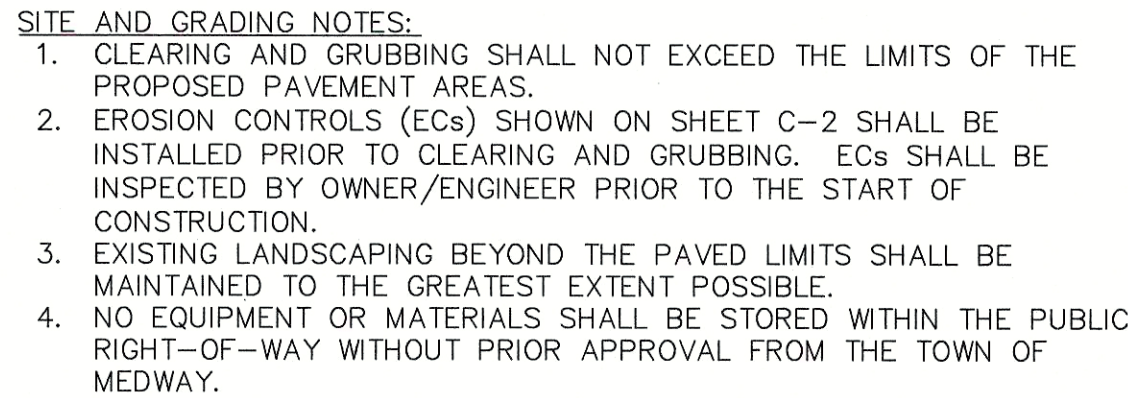 SITE AND GRADING NOTES:
1. CLEARING AND GRUBBING SHALL NOT EXCEED THE LIMITS OF THE
PROPOSED PAVEMENT AREAS.
2. EROSION CONTROLS (ECs) SHOWN ON SHEET C-2 SHALL BE
INSTALLED PRIOR TO CLEARING AND GRUBBING. ECs SHALL BE
INSPECTED BY OWNER/ENGINEER PRIOR TO THE START OF
CONSTRUCTION.
3. EXISTING LANDSCAPING BEYOND THE PAVED LIMITS SHALL BE
MAINTAINED TO THE GREATEST EXTENT POSSIBLE.
4. NO EQUIPMENT OR MATERIALS SHALL BE STORED WITHIN THE PUBLIC
RIGHT-OF-WAY WITHOUT PRIOR APPROVAL FROM THE TOWN OF
MEDWAY.